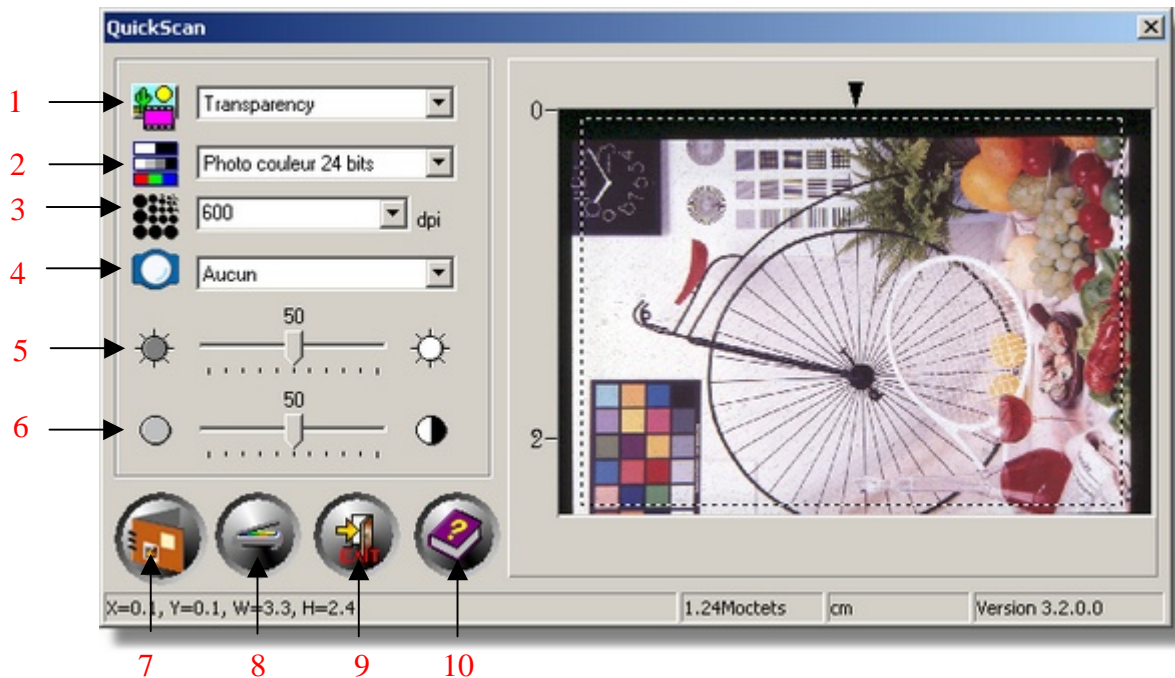 QuickScan
1
Transparency
0
2
Photo couleur 24 bits
3
600
dpi
4
Aucun
50
5
50
6
2
EXIT
?
X=0.1, Y=0.1, W=3.3, H=2.4
1.24Moctets
cm
Version 3.2.0.0
7
8
9
10